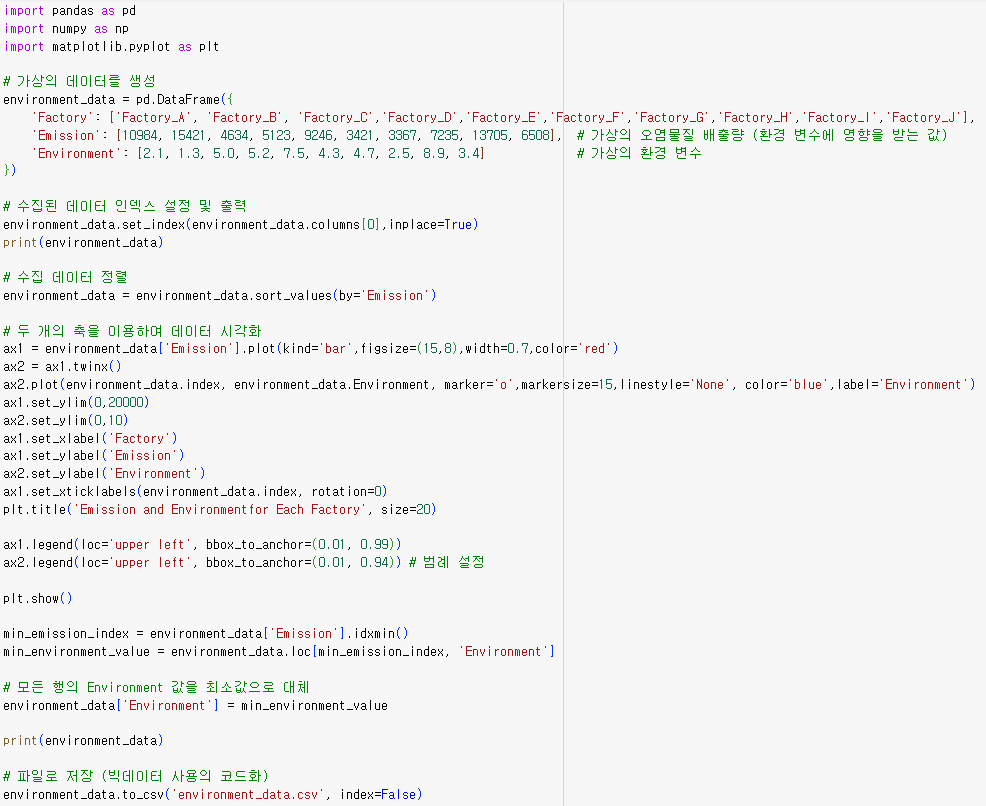 import pandas as pd
import numpy as np
import matplotlib.pyplot as plt
# 가상의 데이터를 생성
environment_data = pd.DataFrame({
'Factory': ['Factory_A', 'Factory_B', 'Factory_C','Factory_D','Factory_E','Factory_F','Factory_G','Factory_H','Factory_I','Factory_J'],
'Emission': [10984, 15421, 4634, 5123, 9246, 3421, 3367, 7235, 13705, 6508], # 가상의 오염물질 배출량 (환경 변수에 영향을 받는 값)
'Environment': [2.1, 1.3, 5.0, 5.2, 7.5, 4.3, 4.7, 2.5, 8.9, 3.4] # 가상의 환경 변수
})
# 수집된 데이터 인덱스 설정 및 출력
environment_data.set_index(environment_data.columns[0],inplace=True)
print(environment_data)
# 수집 데이터 정렬
environment_data = environment_data.sort_values(by='Emission')
# 두 개의 축을 이용하여 데이터 시각화
ax1 = environment_data['Emission'].plot(kind='bar',figsize=(15,8),width=0.7,color='red')
ax2 = ax1.twinx()
ax2.plot(environment_data.index, environment_data.Environment, marker='o',markersize=15,linestyle='None', color='blue',label='Environment')
ax1.set_ylim(0,20000)
ax2.set_ylim(0,10)
ax1.set_xlabel('Factory')
ax1.set_ylabel('Emission')
ax2.set_ylabel('Environment')
ax1.set_xticklabels(environment_data.index, rotation=0)
plt.title('Emission and Environmentfor Each Factory', size=20)
ax1.legend(loc='upper left', bbox_to_anchor=(0.01, 0.99))
ax2.legend(loc='upper left', bbox_to_anchor=(0.01, 0.94)) # 범례 설정
plt.show()
min_emission_index = environment_data['Emission'].idxmin()
min_environment_value = environment_data.loc[min_emission_index, 'Environment']
# 모든 행의 Environment 값을 최소값으로 대체
environment_data['Environment'] = min_environment_value
print(environment_data)
# 파일로 저장 (빅데이터 사용의 코드화)
environment_data.to_csv('environment_data.csv', index=False)